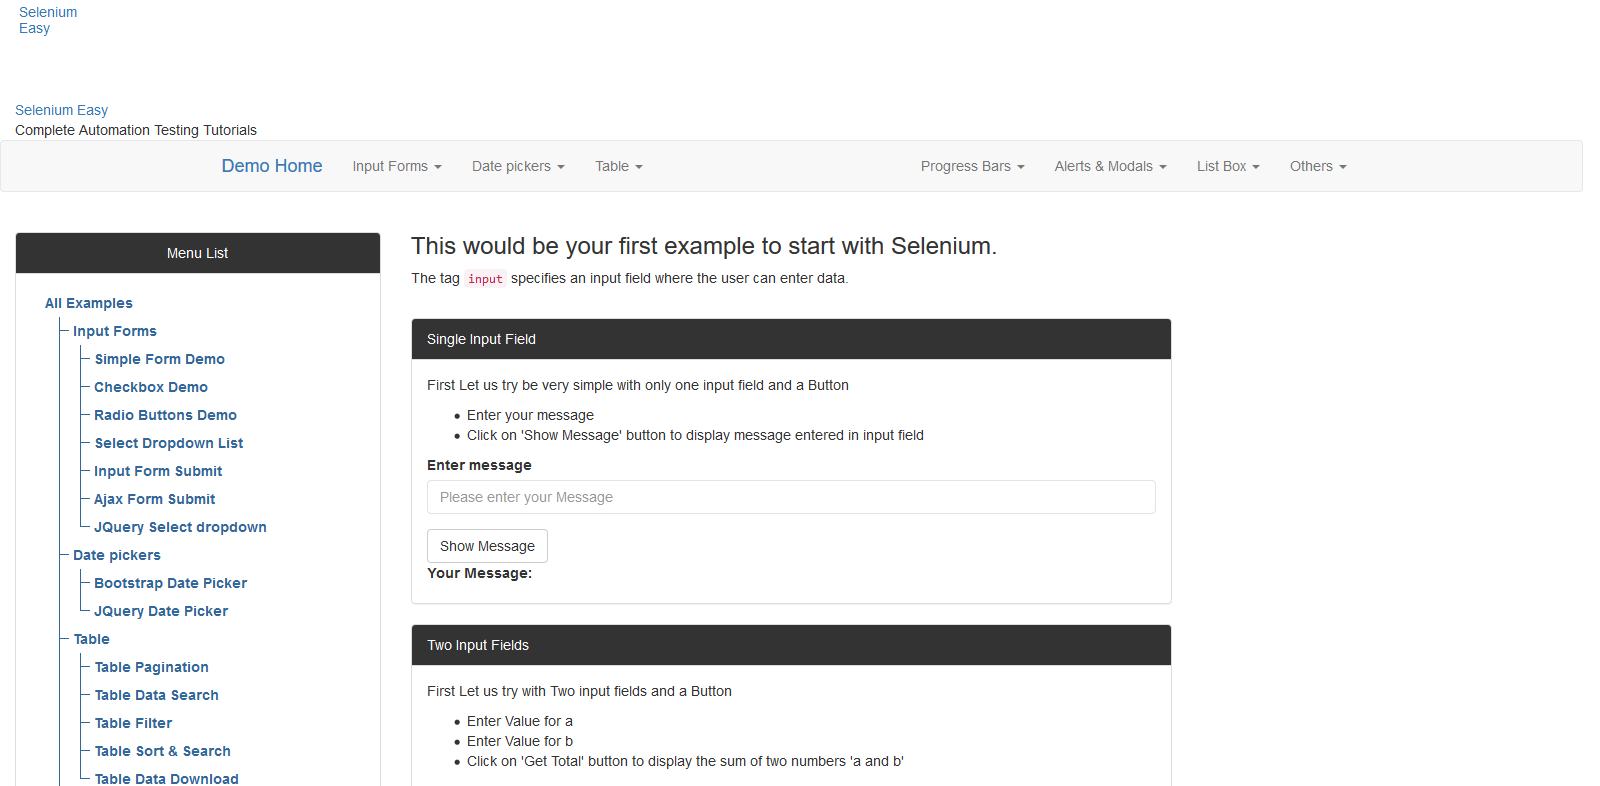 Selenium
Easy
Selenium Easy
Complete Automation Testing Tutorials
Demo Home Input Forms Date pickers Table Progress Bars Alerts & Modals List Box Others
Menu List
All Examples
Input Forms
Simple Form Demo
Checkbox Demo
Radio Buttons Demo
Select Dropdown List
Input Form Submit
Ajax Form Submit
JQuery Select dropdown
Date pickers
Bootstrap Date Picker
JQuery Date Picker
Table
Table Pagination
Table Data Search
Table Filter
Table Sort & Search
Table Data Download
This would be your first example to start with Selenium.
The tag input specifies an input field where the user can enter data.
Single Input Field
First Let us try be very simple with only one input field and a Button
• Enter your message
• Click on 'Show Message' button to display message entered in input field
Enter message
Please enter your Message
Show Message
Your Message:
Two Input Fields
First Let us try with Two input fields and a Button
• Enter Value for a
• Enter Value for b
• Click on 'Get Total' button to display the sum of two numbers 'a and b'